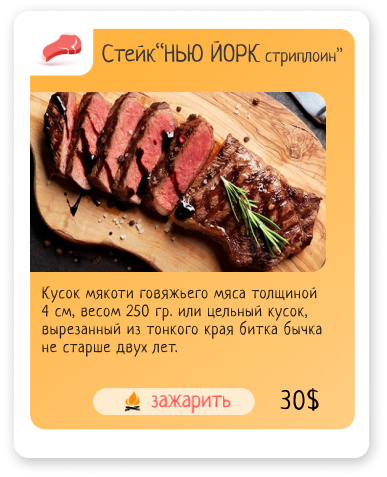 Стейк“НЬЮ ЙОРК стриплоин”
Кусок мякоти говяжьего мяса толщиной
4 см, весом 250 гр. или цельный кусок,
вырезанный из тонкого края битка бычка
не старше двух лет.
зажарить 30$